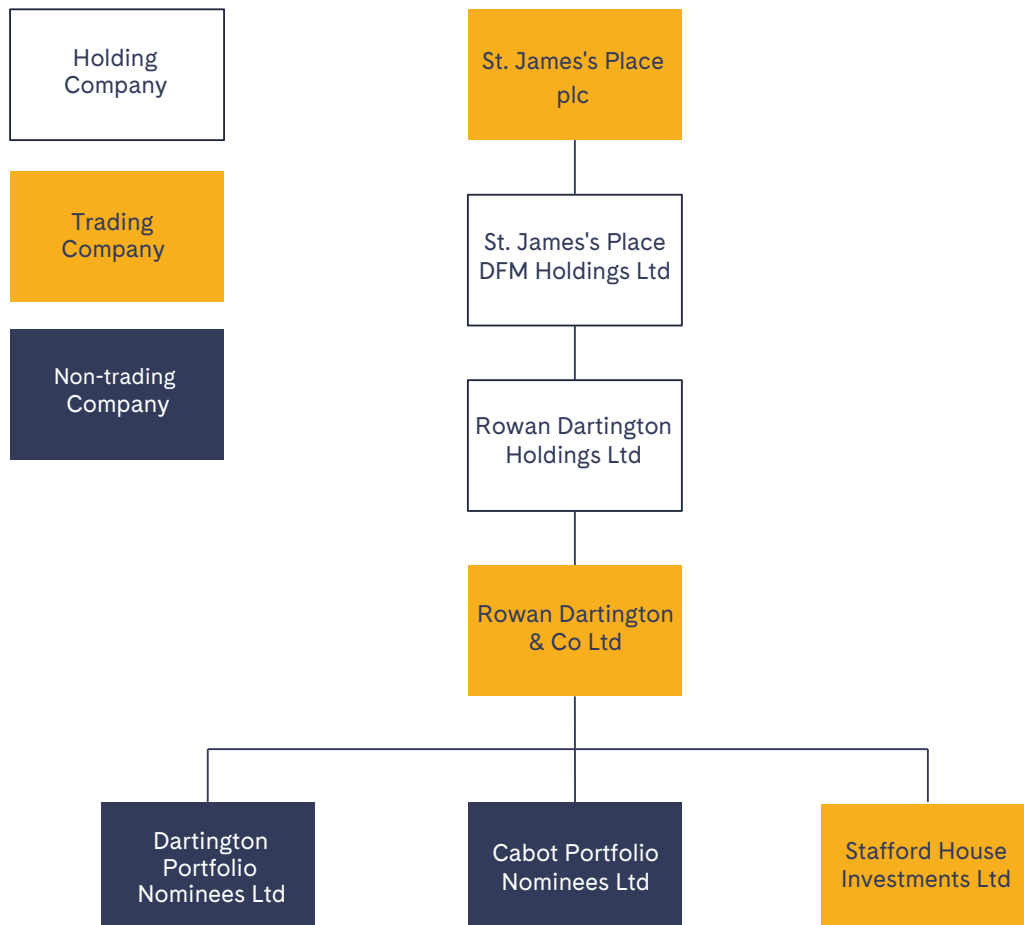 Holding
Company
Trading
Company
Non-trading
Company
St. James's Place
plc
St. James's Place
DFM Holdings Ltd
Rowan Dartington
Holdings Ltd
Rowan Dartington
& Co Ltd
Dartington
Portfolio
Nominees Ltd
Cabot Portfolio
Nominees Ltd
Stafford House
Investments Ltd